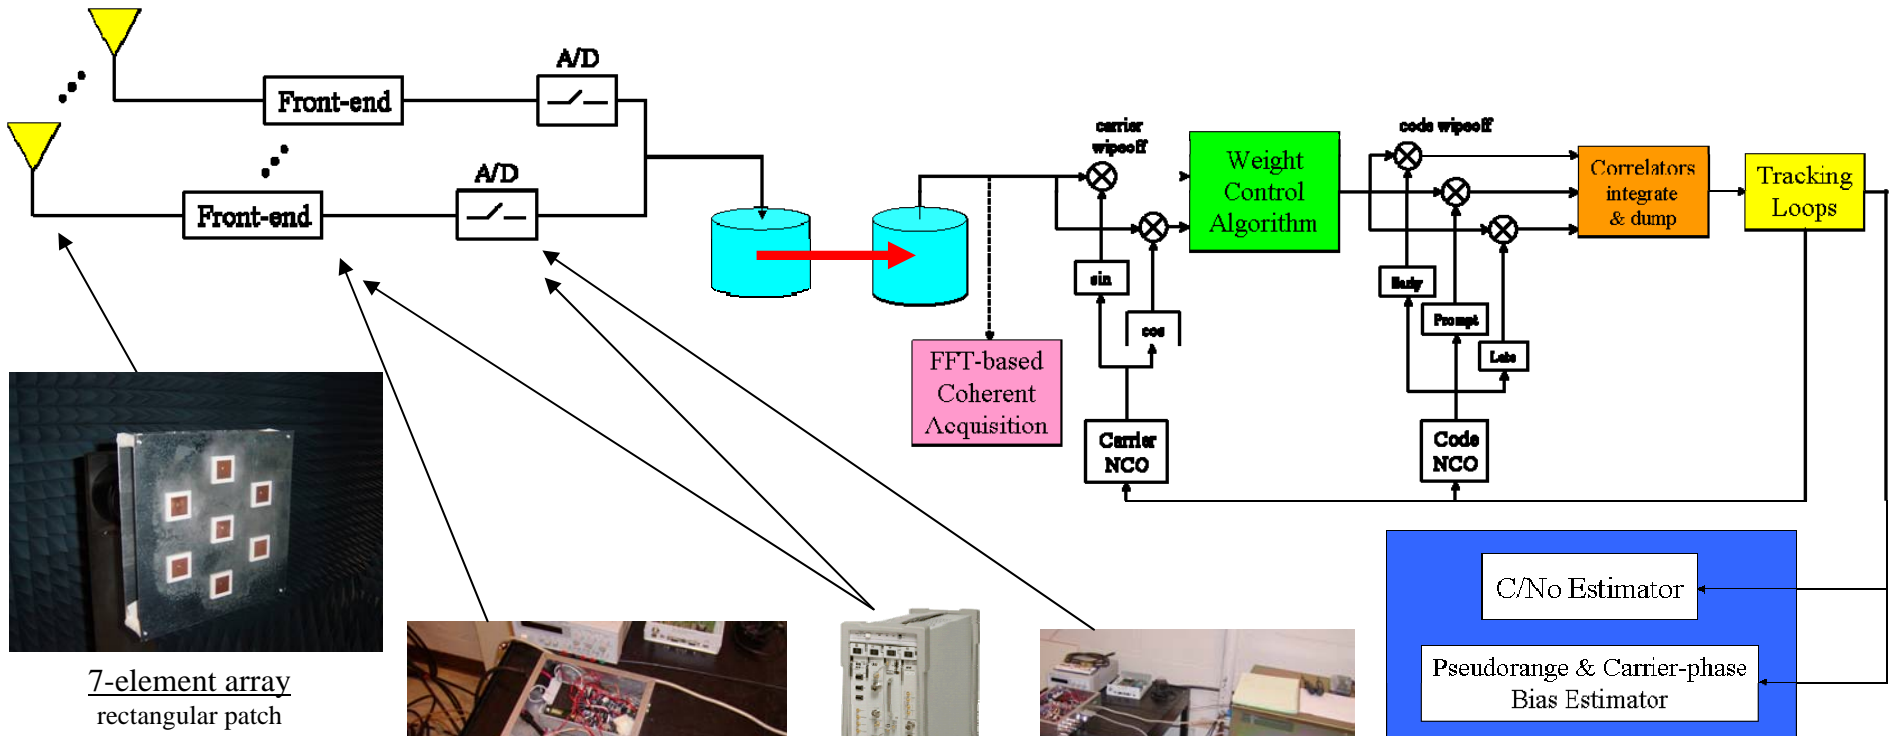 A/D
Front-end
A/D
Front-end
carrier
wipeoff
Weight
Control
Algorithm
code wipeoff
Correlators
integrate
& dump
Tracking
Loops
sin
cos
Early
Prompt
Late
FFT-based
Coherent
Acquisition
Carrier
NCO
Code
NCO
C/No Estimator
Pseudorange & Carrier-phase
Bias Estimator
7-element array
rectangular patch